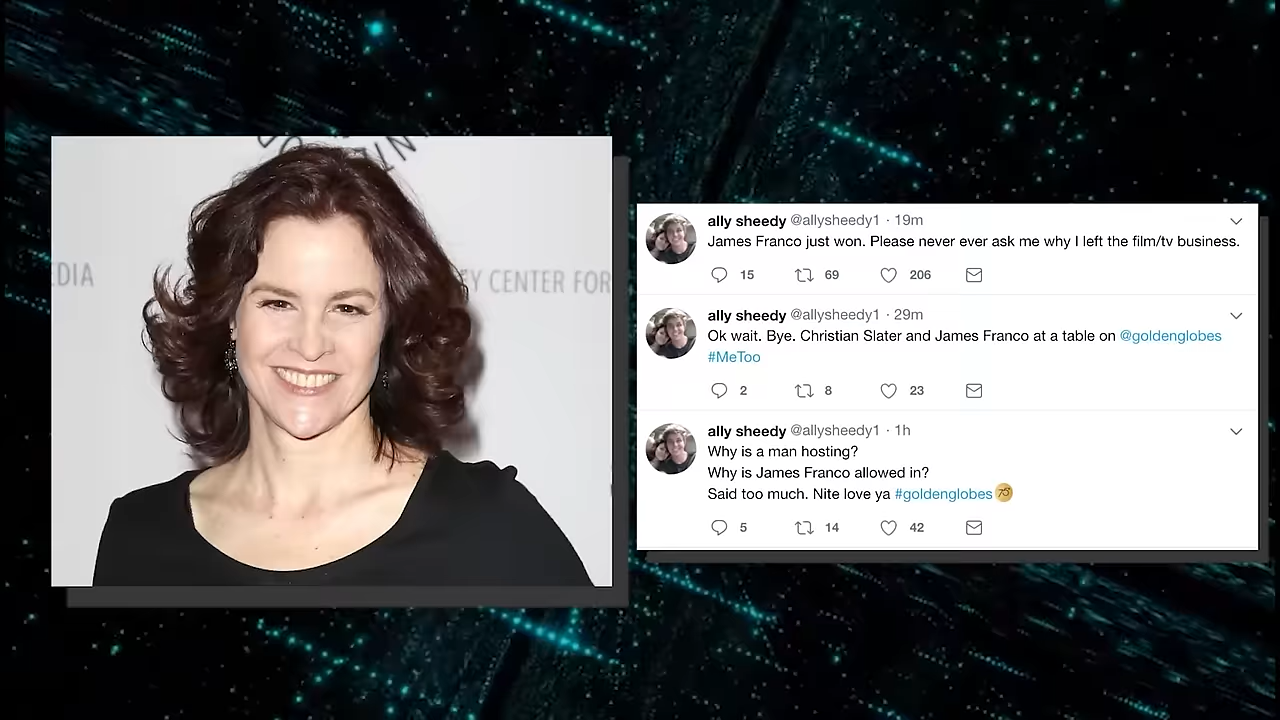 EDIA
EY CENTER FOR
ally sheedy @allysheedy1 · 19m
James Franco just won. Please never ever ask me why I left the film/tv business.
15 69 206
ally sheedy @allysheedy1 · 29m
Ok wait. Bye. Christian Slater and James Franco at a table on @goldenglobes
#MeToo
2 8 23
ally sheedy @allysheedy1 · 1h
Why is a man hosting?
Why is James Franco allowed in?
Said too much. Nite love ya #goldenglobes
5 14 42